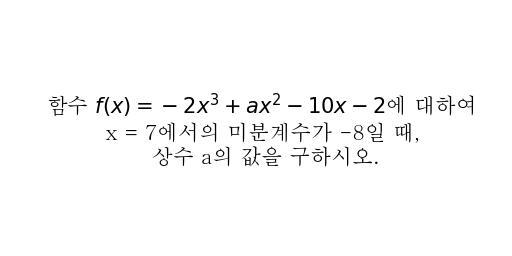 함수 f(x) = −2x³ + ax² − 10x − 2에 대하여
x = 7에서의 미분계수가 −8일 때,
상수 a의 값을 구하시오.